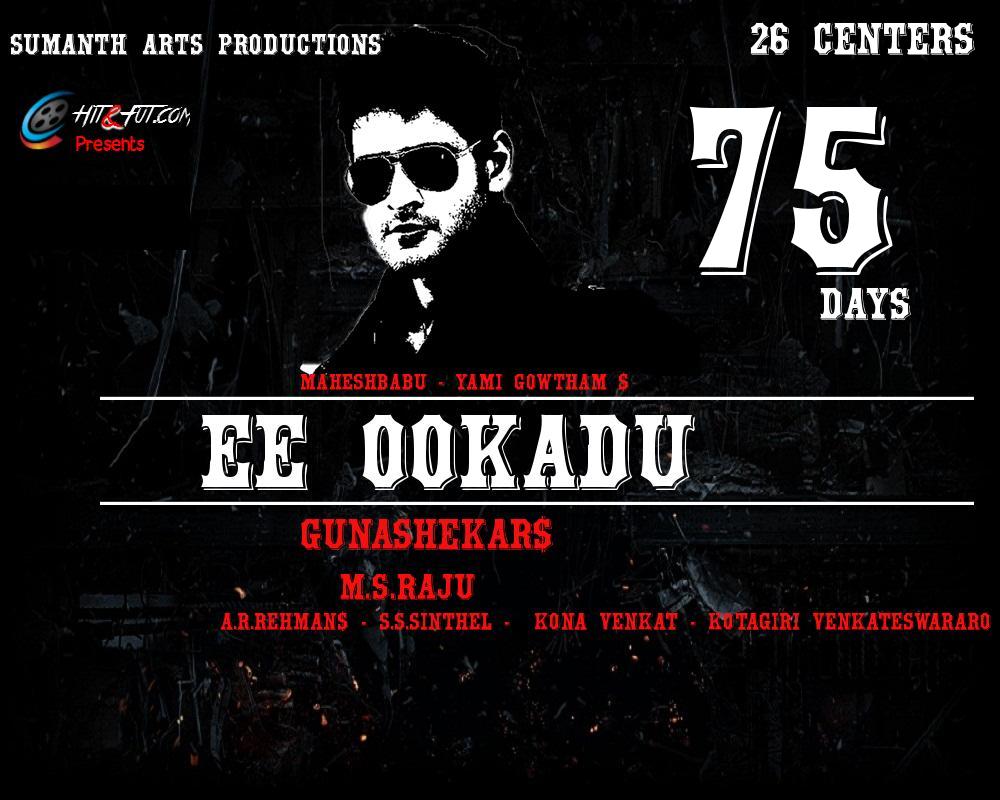 SUMANTH ARTS PRODUCTIONS
26 CENTERS
HIT&FUT.COM
Presents
75
DAYS
MAHESHBABU - YAMI GOWTHAM $
EE OOKADU
GUNASHEKAR$
M.S.RAJU
A.R.REHMAN$ - S.S.SINTHEL - KONA VENKAT - KOTAGIRI VENKATESWARARO